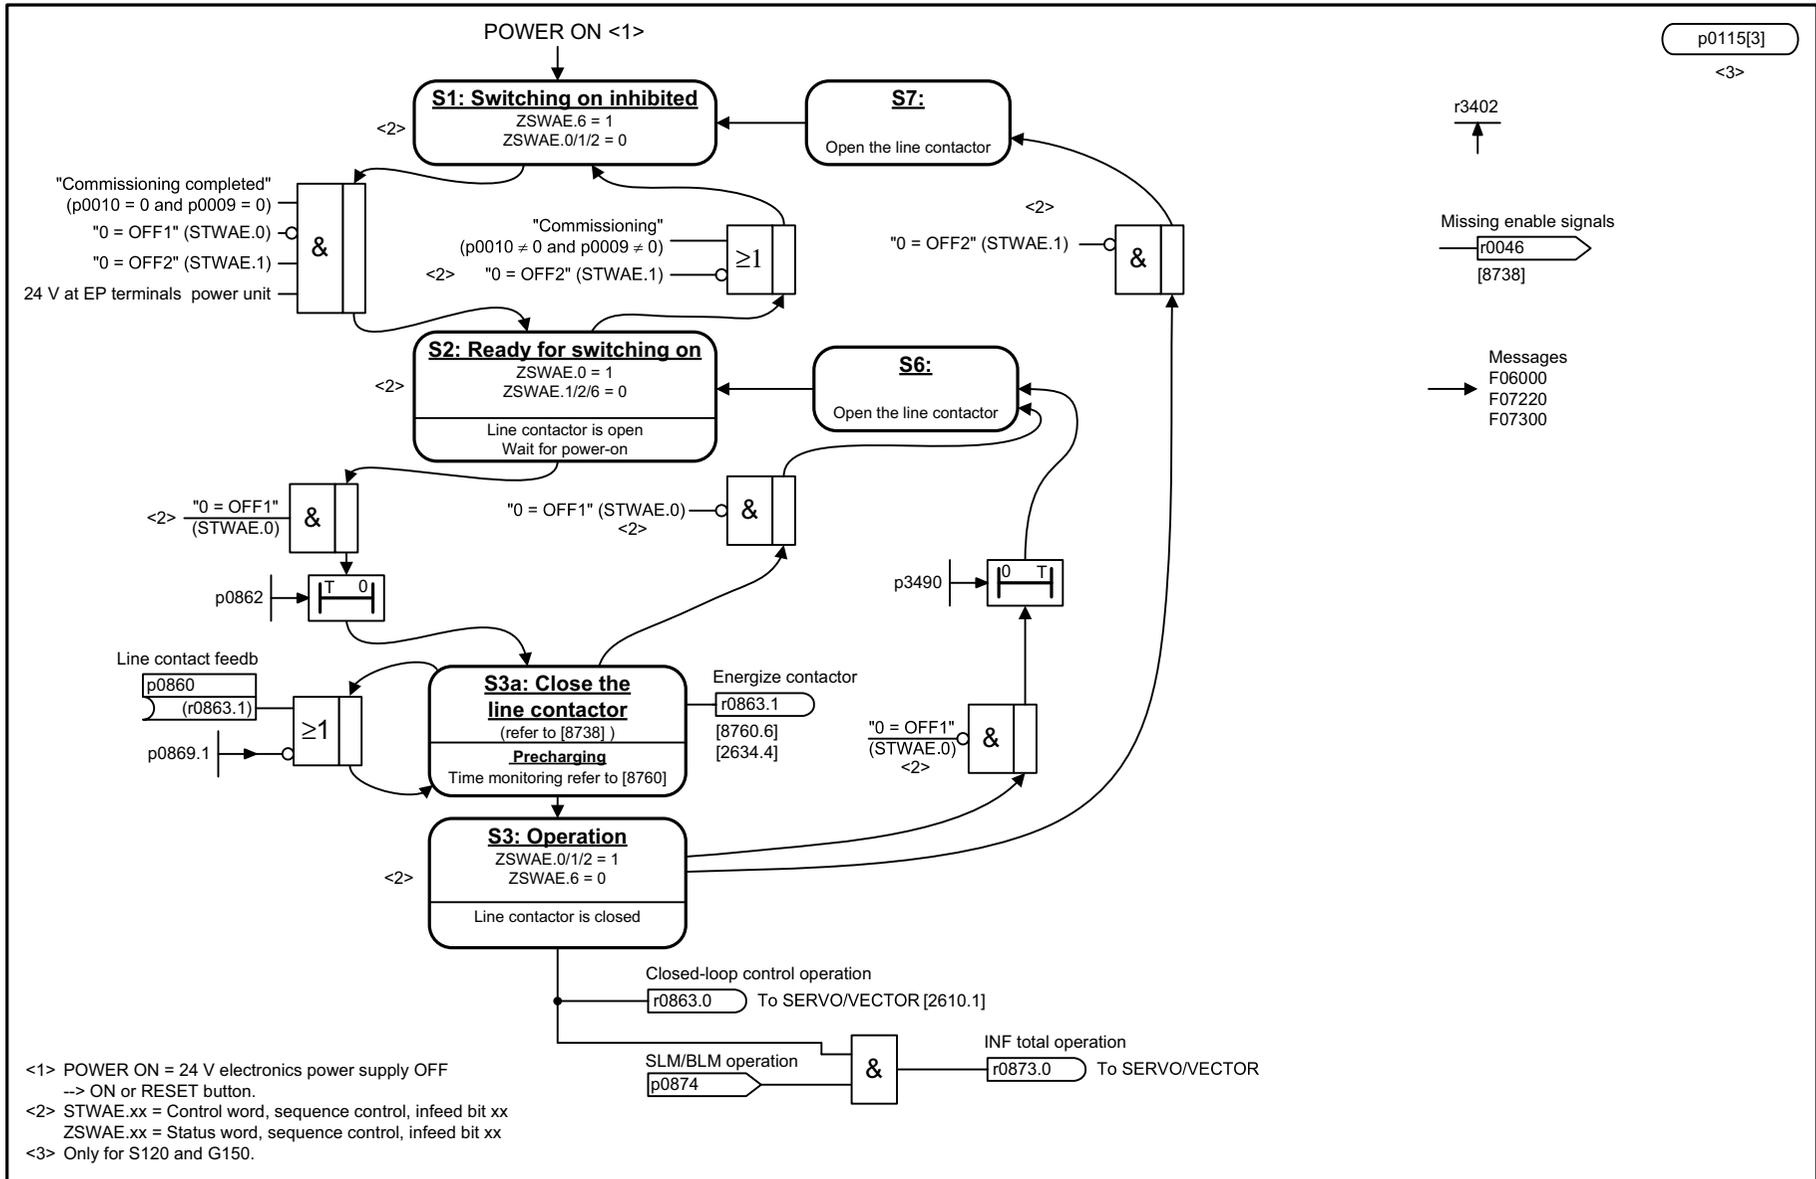 POWER ON <1>
p0115[3]
<3>
S1: Switching on inhibited
ZSWAE.6 = 1
ZSWAE.0/1/2 = 0
<2>
S7:
Open the line contactor
r3402
"Commissioning completed"
(p0010 = 0 and p0009 = 0)
"0 = OFF1" (STWAE.0)
"0 = OFF2" (STWAE.1)
24 V at EP terminals power unit
&
"Commissioning"
(p0010 ≠ 0 and p0009 ≠ 0)
<2> "0 = OFF2" (STWAE.1)
≥1
<2>
"0 = OFF2" (STWAE.1)
&
Missing enable signals
r0046
[8738]
S2: Ready for switching on
ZSWAE.0 = 1
ZSWAE.1/2/6 = 0
<2>
Line contactor is open
Wait for power-on
S6:
Open the line contactor
Messages
F06000
F07220
F07300
<2> "0 = OFF1"
(STWAE.0)
&
"0 = OFF1" (STWAE.0)
<2>
&
p0862
T 0
p3490
0 T
Line contact feedb
p0860
(r0863.1)
p0869.1
≥1
S3a: Close the
line contactor
(refer to [8738] )
Precharging
Time monitoring refer to [8760]
Energize contactor
r0863.1
[8760.6]
[2634.4]
"0 = OFF1"
(STWAE.0)
<2>
&
S3: Operation
ZSWAE.0/1/2 = 1
ZSWAE.6 = 0
<2>
Line contactor is closed
Closed-loop control operation
r0863.0 To SERVO/VECTOR [2610.1]
SLM/BLM operation
p0874
&
INF total operation
r0873.0 To SERVO/VECTOR
<1> POWER ON = 24 V electronics power supply OFF
--> ON or RESET button.
<2> STWAE.xx = Control word, sequence control, infeed bit xx
ZSWAE.xx = Status word, sequence control, infeed bit xx
<3> Only for S120 and G150.